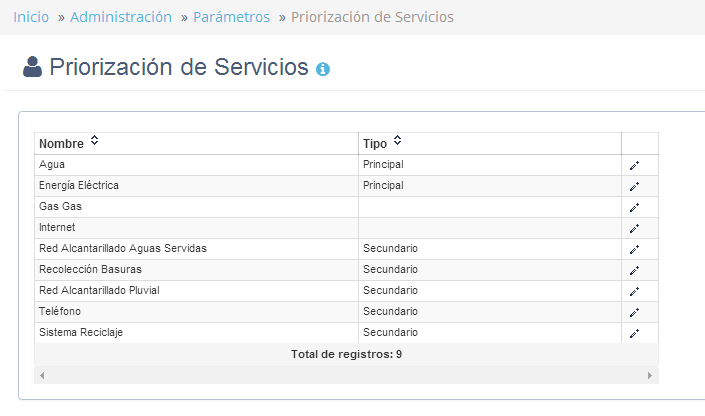 Inicio » Administración » Parámetros » Priorización de Servicios
Priorización de Servicios
Nombre Tipo
Agua Principal
Energía Eléctrica Principal
Gas Gas
Internet
Red Alcantarillado Aguas Servidas Secundario
Recolección Basuras Secundario
Red Alcantarillado Pluvial Secundario
Teléfono Secundario
Sistema Reciclaje Secundario
Total de registros: 9